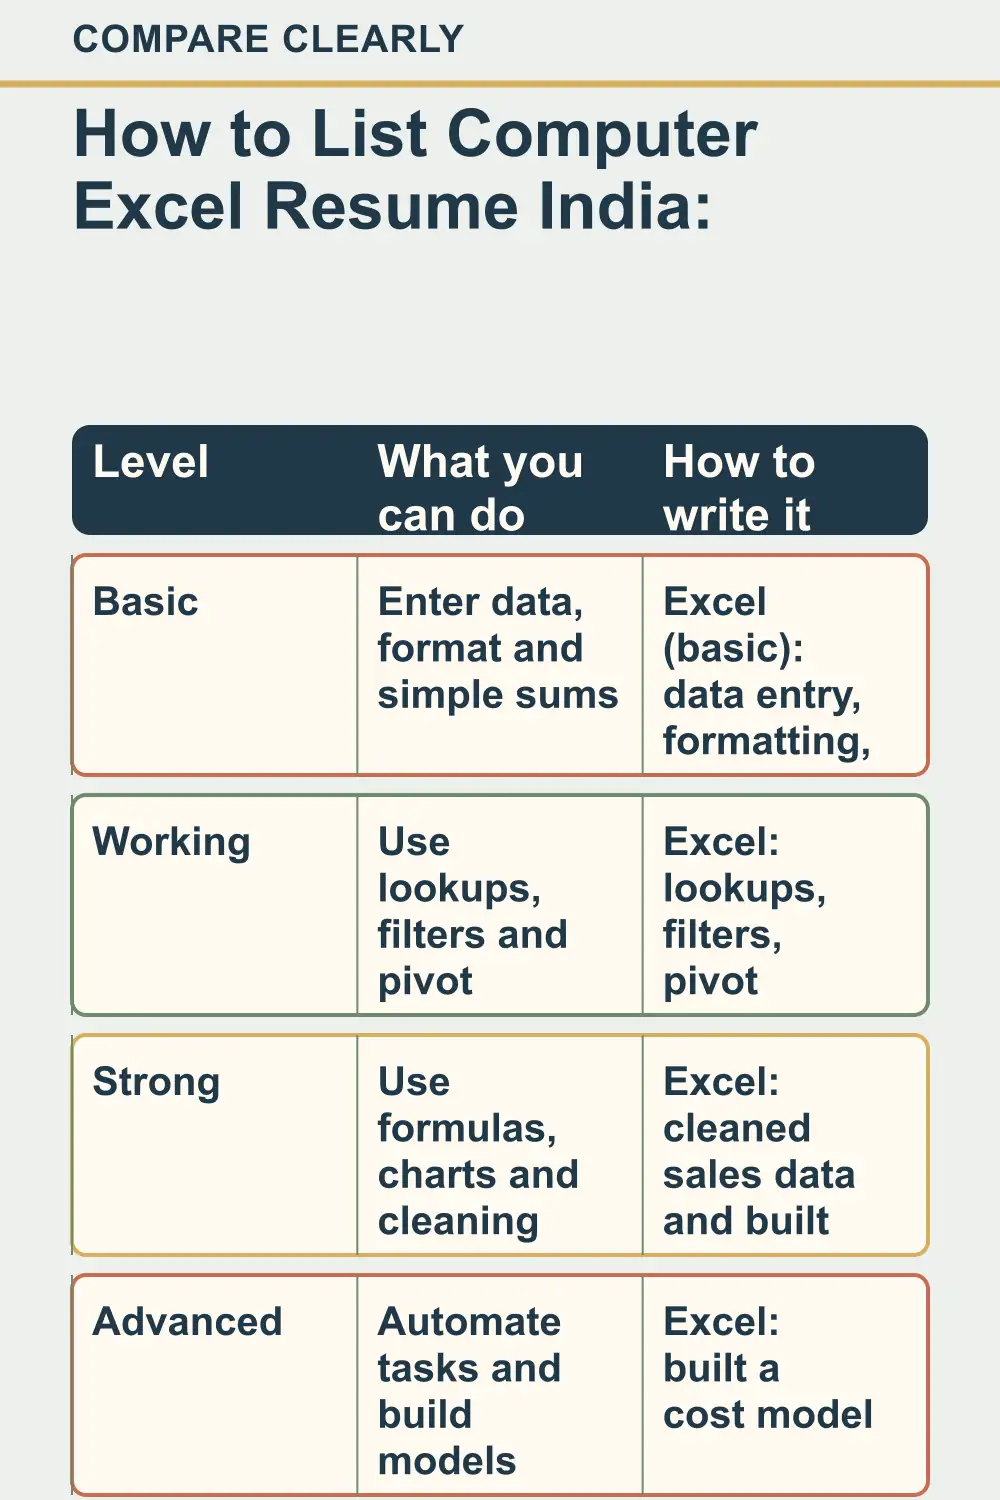 COMPARE CLEARLY
How to List Computer
Excel Resume India:
Level
What you
can do
How to
write it
Basic
Enter data,
format and
simple sums
Excel
(basic):
data entry,
formatting,
Working
Use
lookups,
filters and
pivot
Excel:
lookups,
filters,
pivot
Strong
Use
formulas,
charts and
cleaning
Excel:
cleaned
sales data
and built
Advanced
Automate
tasks and
build
models
Excel:
built a
cost model